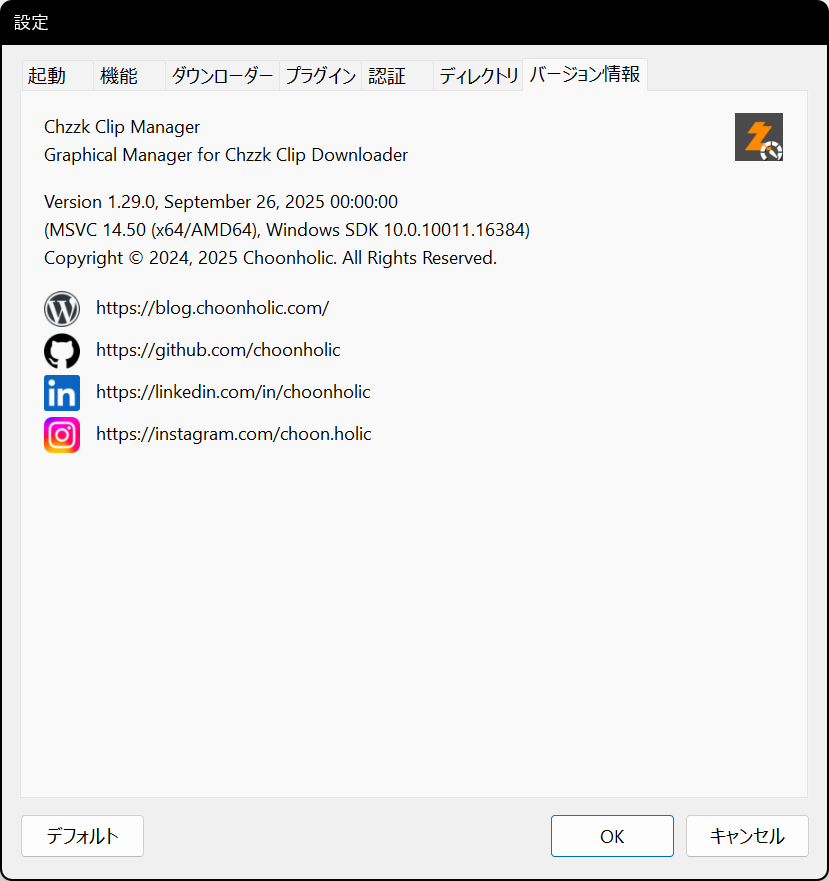 設定
起動 機能 ダウンローダー プラグイン 認証 ディレクトリ バージョン情報
Chzzk Clip Manager
Graphical Manager for Chzzk Clip Downloader
Version 1.29.0, September 26, 2025 00:00:00
(MSVC 14.50 (x64/AMD64), Windows SDK 10.0.10011.16384)
Copyright © 2024, 2025 Choonholic. All Rights Reserved.
https://blog.choonholic.com/
https://github.com/choonholic
https://linkedin.com/in/choonholic
https://instagram.com/choon.holic
デフォルト OK キャンセル